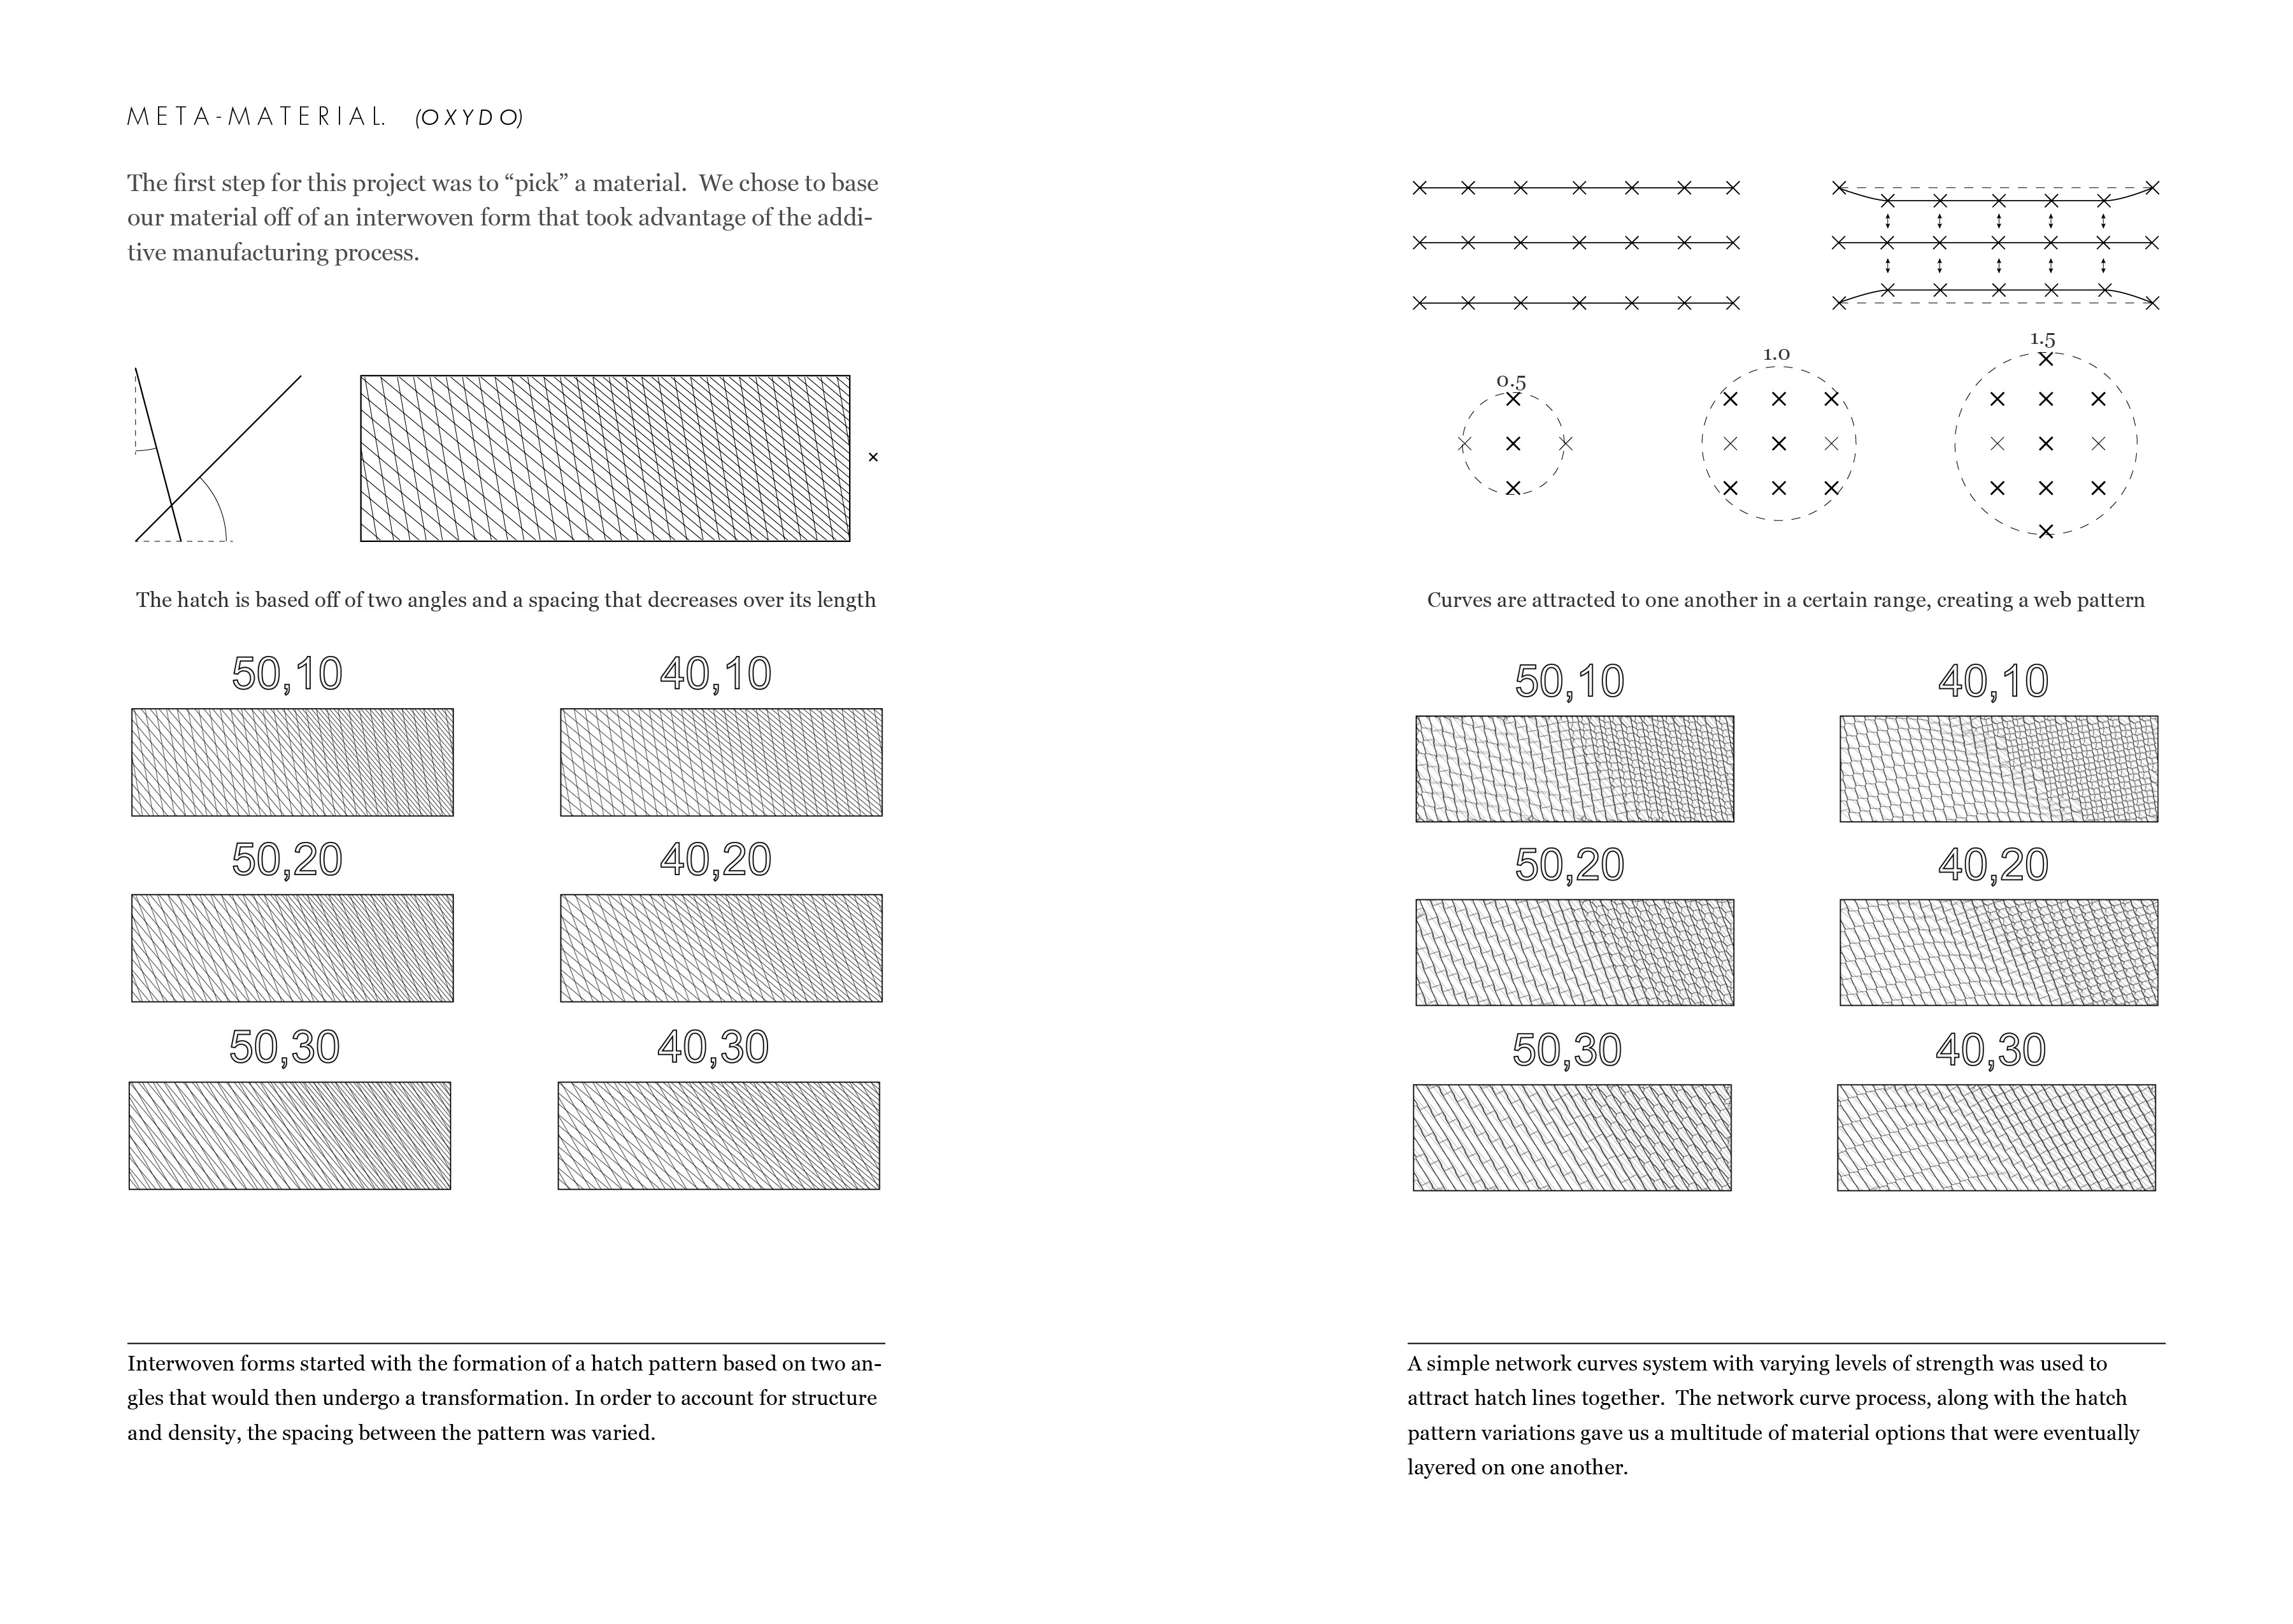 META-MATERIAL. (OXYDO)
The first step for this project was to “pick” a material.  We chose to base
our material off of an interwoven form that took advantage of the addi-
tive manufacturing process.
The hatch is based off of two angles and a spacing that decreases over its length
50,10
40,10
50,20
40,20
50,30
40,30
Interwoven forms started with the formation of a hatch pattern based on two an-
gles that would then undergo a transformation. In order to account for structure
and density, the spacing between the pattern was varied.
0.5
1.0
1.5
Curves are attracted to one another in a certain range, creating a web pattern
50,10
40,10
50,20
40,20
50,30
40,30
A simple network curves system with varying levels of strength was used to
attract hatch lines together.  The network curve process, along with the hatch
pattern variations gave us a multitude of material options that were eventually
layered on one another.